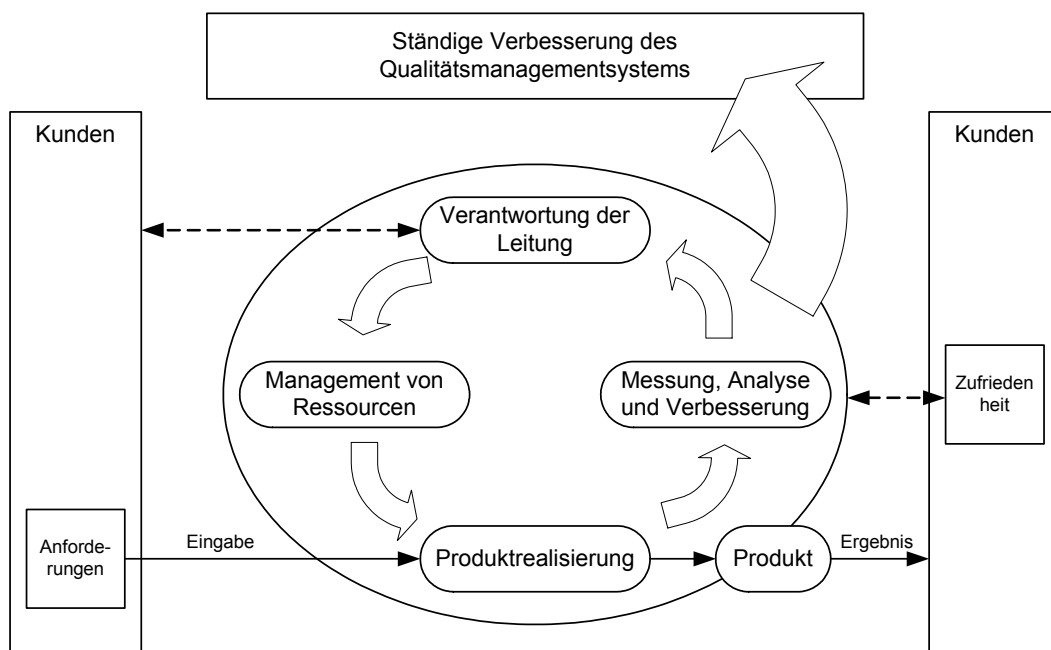 Ständige Verbesserung des
Qualitätsmanagementsystems
Kunden
Kunden
Verantwortung der
Leitung
Management von
Ressourcen
Messung, Analyse
und Verbesserung
Zufrieden
heit
Anforde-
rungen
Eingabe
Produktrealisierung
Produkt
Ergebnis